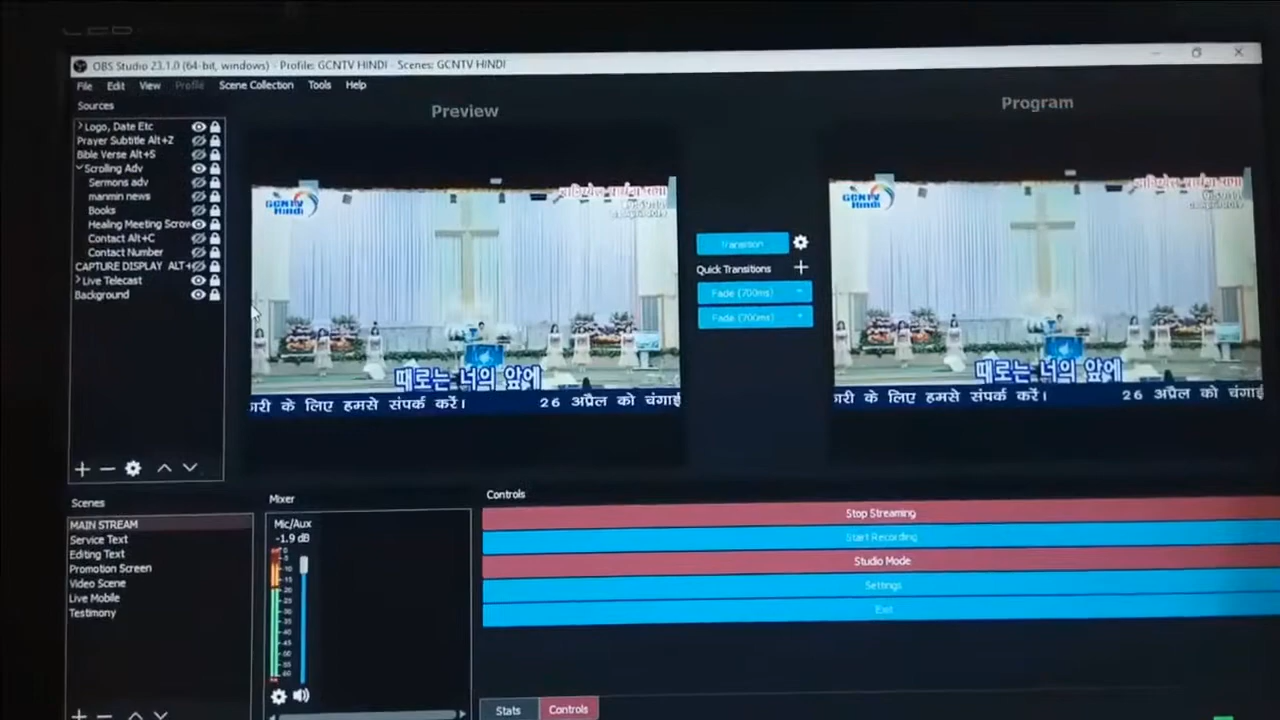 OBS Studio 23.1.0 (64-bit, windows) - Profile: GCNTV HINDI - Scenes: GCNTV HINDI
File Edit View Profile Scene Collection Tools Help
Sources
Preview
Program
Logo, Date Etc
Prayer Subtitle Alt+Z
Bible Verse Alt+S
Scrolling Adv
Sermons adv
manmin news
Books
Healing Meeting Scrow
Contact Alt+C
Contact Number
CAPTURE DISPLAY ALT+
Live Telecast
Background
GCNTV
Hindi
때로는 너의 앞에
कारी के लिए हमसे संपर्क करें। 26 अप्रैल को चंगाई
Transition
Quick Transitions
Fade (700ms)
Fade (700ms)
GCNTV
Hindi
때로는 너의 앞에
ारी के लिए हमसे संपर्क करें। 26 अप्रैल को चंगाई
Scenes
MAIN STREAM
Service Text
Editing Text
Promotion Screen
Video Scene
Live Mobile
Testimony
Mixer
Mic/Aux
-1.9 dB
Controls
Stop Streaming
Start Recording
Studio Mode
Settings
Exit
Stats Controls